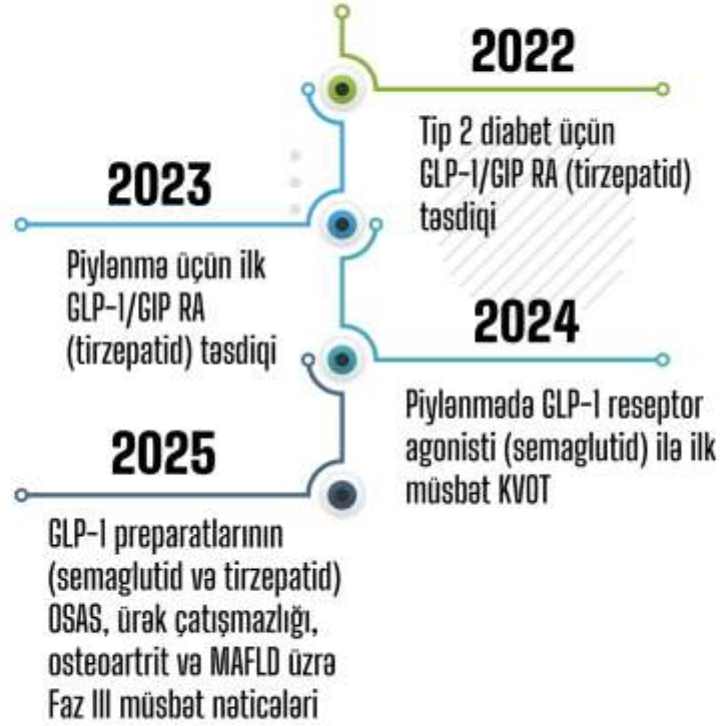 2022
Tip 2 diabet üçün
GLP-1/GIP RA (tirzepatid)
təsdiqi
2023
Piylənmə üçün ilk
GLP-1/GIP RA
(tirzepatid) təsdiqi
2024
Piylənmədə GLP-1 reseptor
agonisti (semaglutid) ilə ilk
müsbət KVOT
2025
GLP-1 preparatlarının
(semaglutid və tirzepatid)
OSAS, ürək çatışmazlığı,
osteoartrit və MAFLD üzrə
Faz III müsbət nəticələri